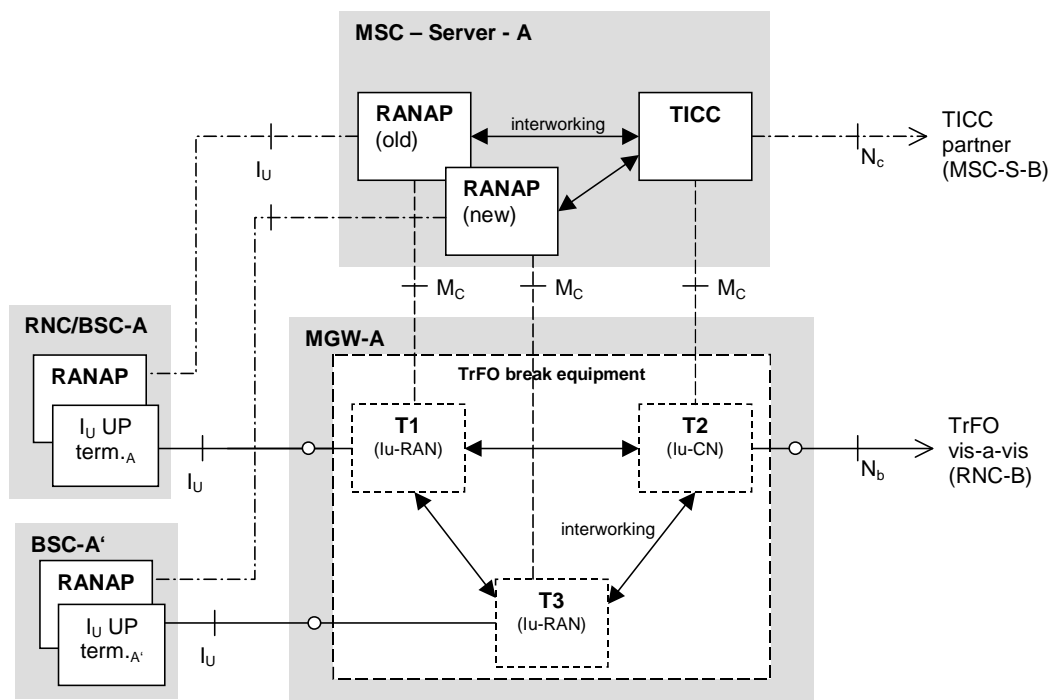 MSC – Server - A
RANAP
(old)
interworking
TICC
RANAP
(new)
TICC
partner
(MSC-S-B)
IU
Nc
IU
MC
MC
MC
RNC/BSC-A
RANAP
IU UP
term.A
IU
MGW-A
TrFO break equipment
T1
(Iu-RAN)
T2
(Iu-CN)
TrFO
vis-a-vis
(RNC-B)
Nb
interworking
T3
(Iu-RAN)
BSC-A‘
RANAP
IU UP
term.A‘
IU